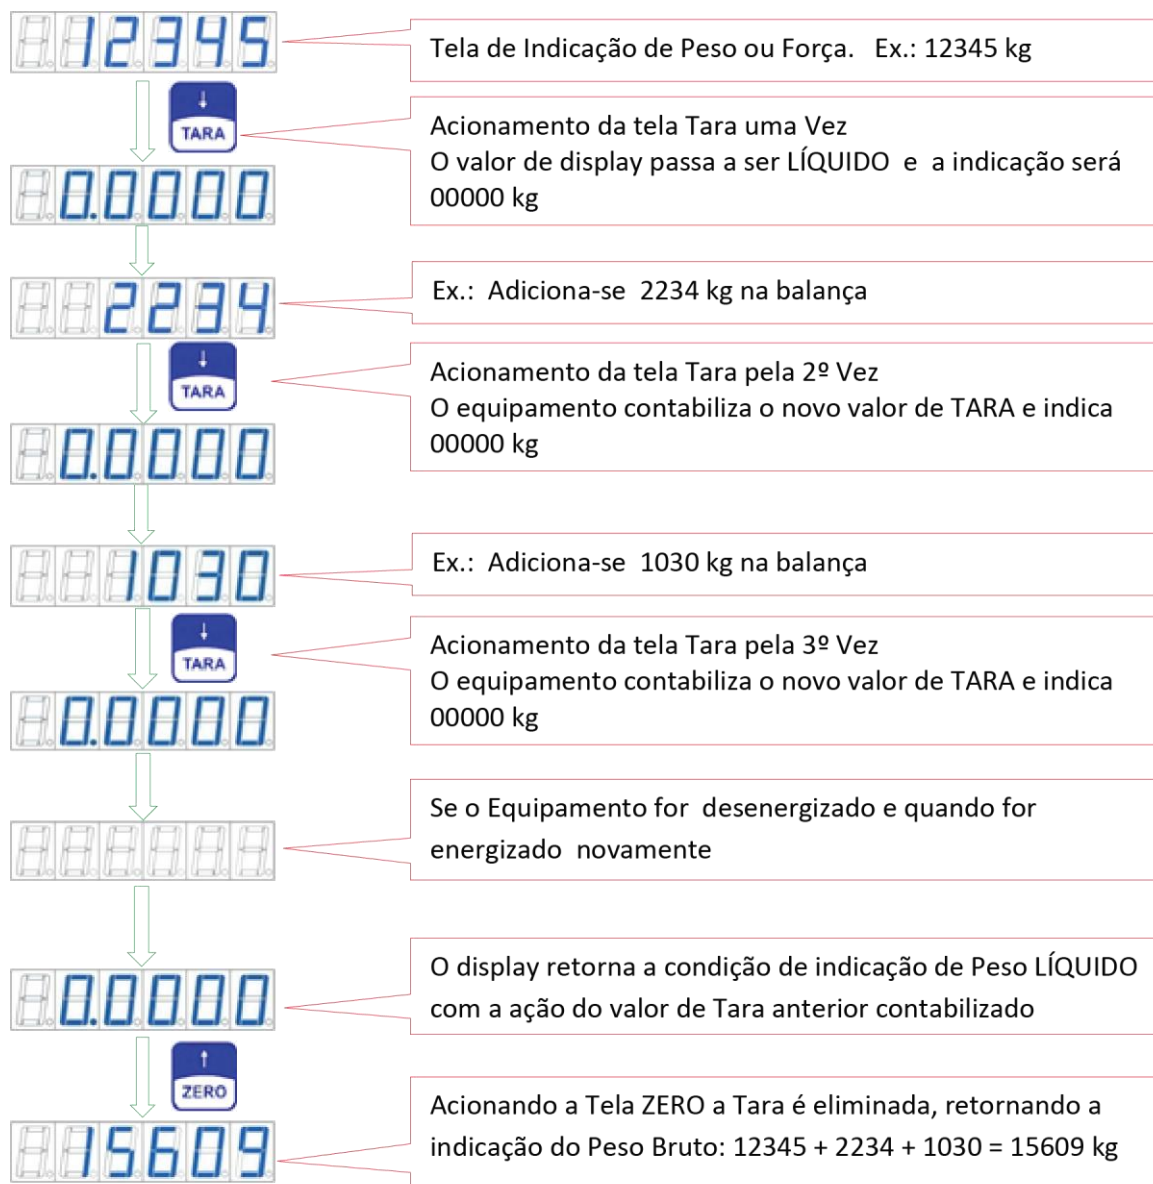 12345
Tela de Indicação de Peso ou Força. Ex.: 12345 kg
TARA
Acionamento da tela Tara uma Vez
O valor de display passa a ser LÍQUIDO e a indicação será
00000 kg
0.0000
2234
Ex.: Adiciona-se 2234 kg na balança
TARA
Acionamento da tela Tara pela 2º Vez
O equipamento contabiliza o novo valor de TARA e indica
00000 kg
0.0000
1030
Ex.: Adiciona-se 1030 kg na balança
TARA
Acionamento da tela Tara pela 3º Vez
O equipamento contabiliza o novo valor de TARA e indica
00000 kg
0.0000
Se o Equipamento for desenergizado e quando for
energizado novamente
0.0000
O display retorna a condição de indicação de Peso LÍQUIDO
com a ação do valor de Tara anterior contabilizado
ZERO
15609
Acionando a Tela ZERO a Tara é eliminada, retornando a
indicação do Peso Bruto: 12345 + 2234 + 1030 = 15609 kg